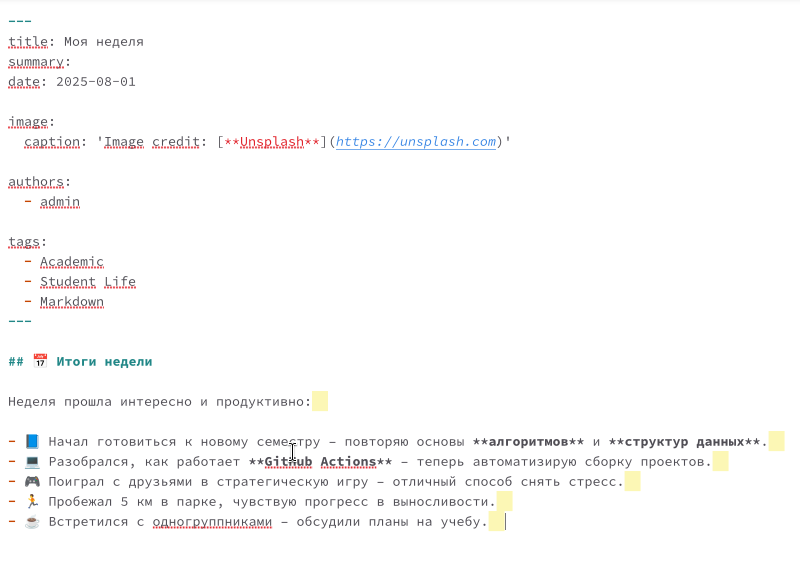 ---
title: Моя неделя
summary:
date: 2025-08-01

image:
  caption: 'Image credit: [**Unsplash**](https://unsplash.com)'

authors:
  - admin

tags:
  - Academic
  - Student Life
  - Markdown
---

## 📅 Итоги недели

Неделя прошла интересно и продуктивно:

- 📘 Начал готовиться к новому семестру – повторяю основы **алгоритмов** и **структур данных**.
- 💻 Разобрался, как работает **GitHub Actions** – теперь автоматизирую сборку проектов.
- 🎮 Поиграл с друзьями в стратегическую игру – отличный способ снять стресс.
- 🏃 Пробежал 5 км в парке, чувствую прогресс в выносливости.
- ☕ Встретился с одногруппниками – обсудили планы на учебу.